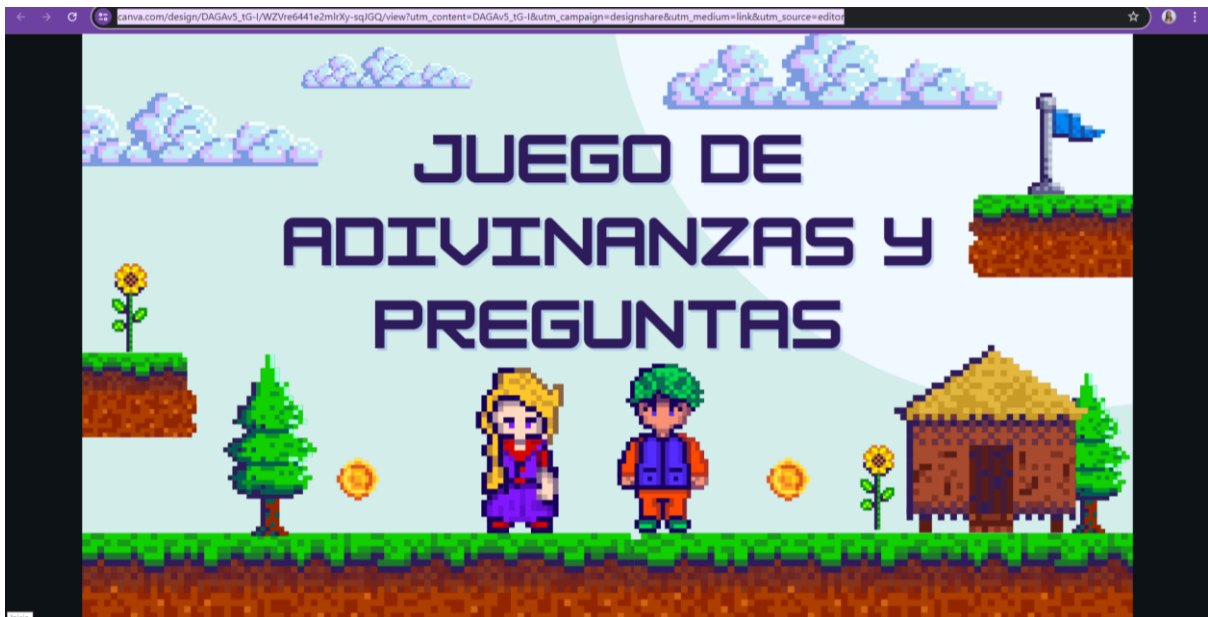 canva.com/design/DAGAv5_tG-I/WZVre6441e2mlrXy-sqJGQ/view?utm_content=DAGAv5_tG-I&utm_campaign=designshare&utm_medium=link&utm_source=editor
JUEGO DE
ADIVINANZAS Y
PREGUNTAS